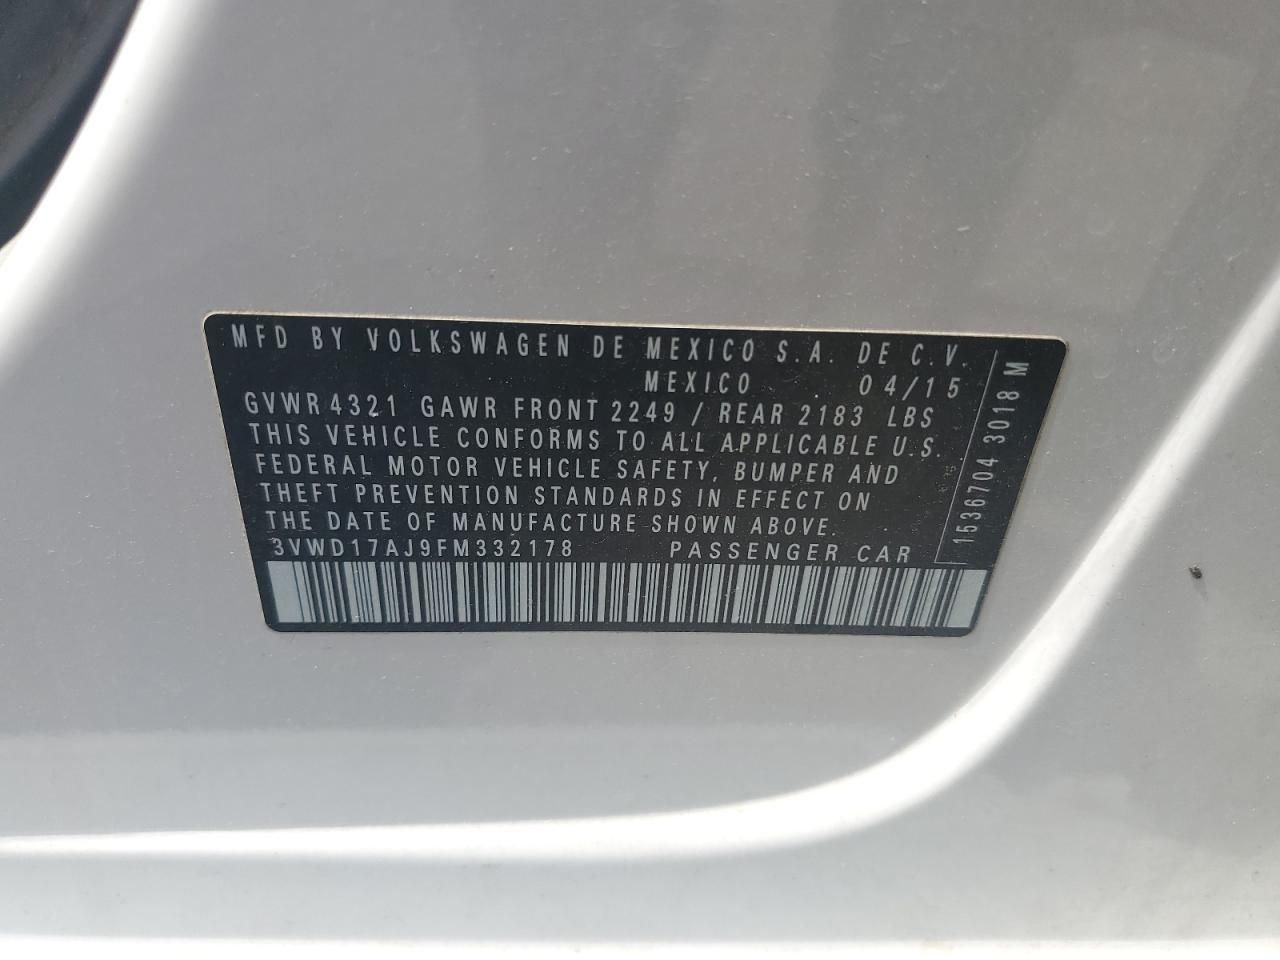 MFD BY VOLKSWAGEN DE MEXICO S.A. DE C.V.
MEXICO 04/15
GVWR 4321 GAWR FRONT 2249 / REAR 2183 LBS
THIS VEHICLE CONFORMS TO ALL APPLICABLE U.S.
FEDERAL MOTOR VEHICLE SAFETY, BUMPER AND
THEFT PREVENTION STANDARDS IN EFFECT ON
THE DATE OF MANUFACTURE SHOWN ABOVE.
3VWD17AJ9FM332178 PASSENGER CAR
1536704 3018 M